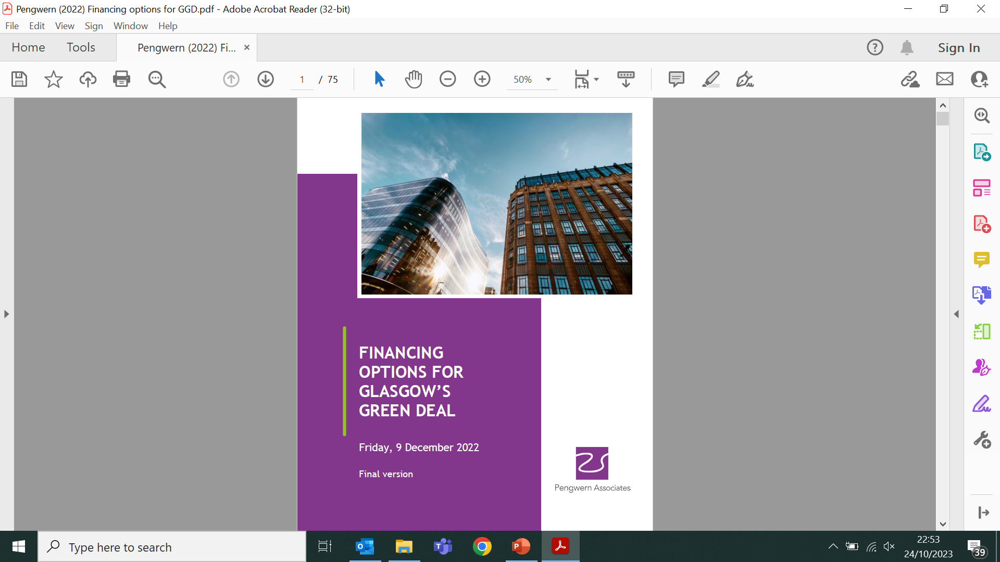 Pengwern (2022) Financing options for GGD.pdf - Adobe Acrobat Reader (32-bit)
File Edit View Sign Window Help
Home Tools Pengwern (2022) Fi... × Sign In
1 / 75 50%
FINANCING
OPTIONS FOR
GLASGOW’S
GREEN DEAL
Friday, 9 December 2022
Final version
Pengwern Associates
Type here to search
22:53
24/10/2023
39